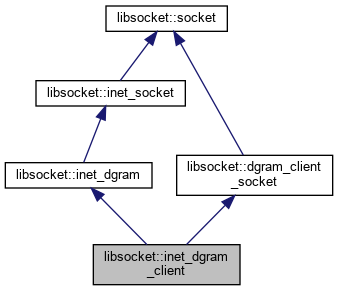 libsocket::socket
libsocket::inet_socket
libsocket::inet_dgram
libsocket::dgram_client
_socket
libsocket::inet_dgram
_client